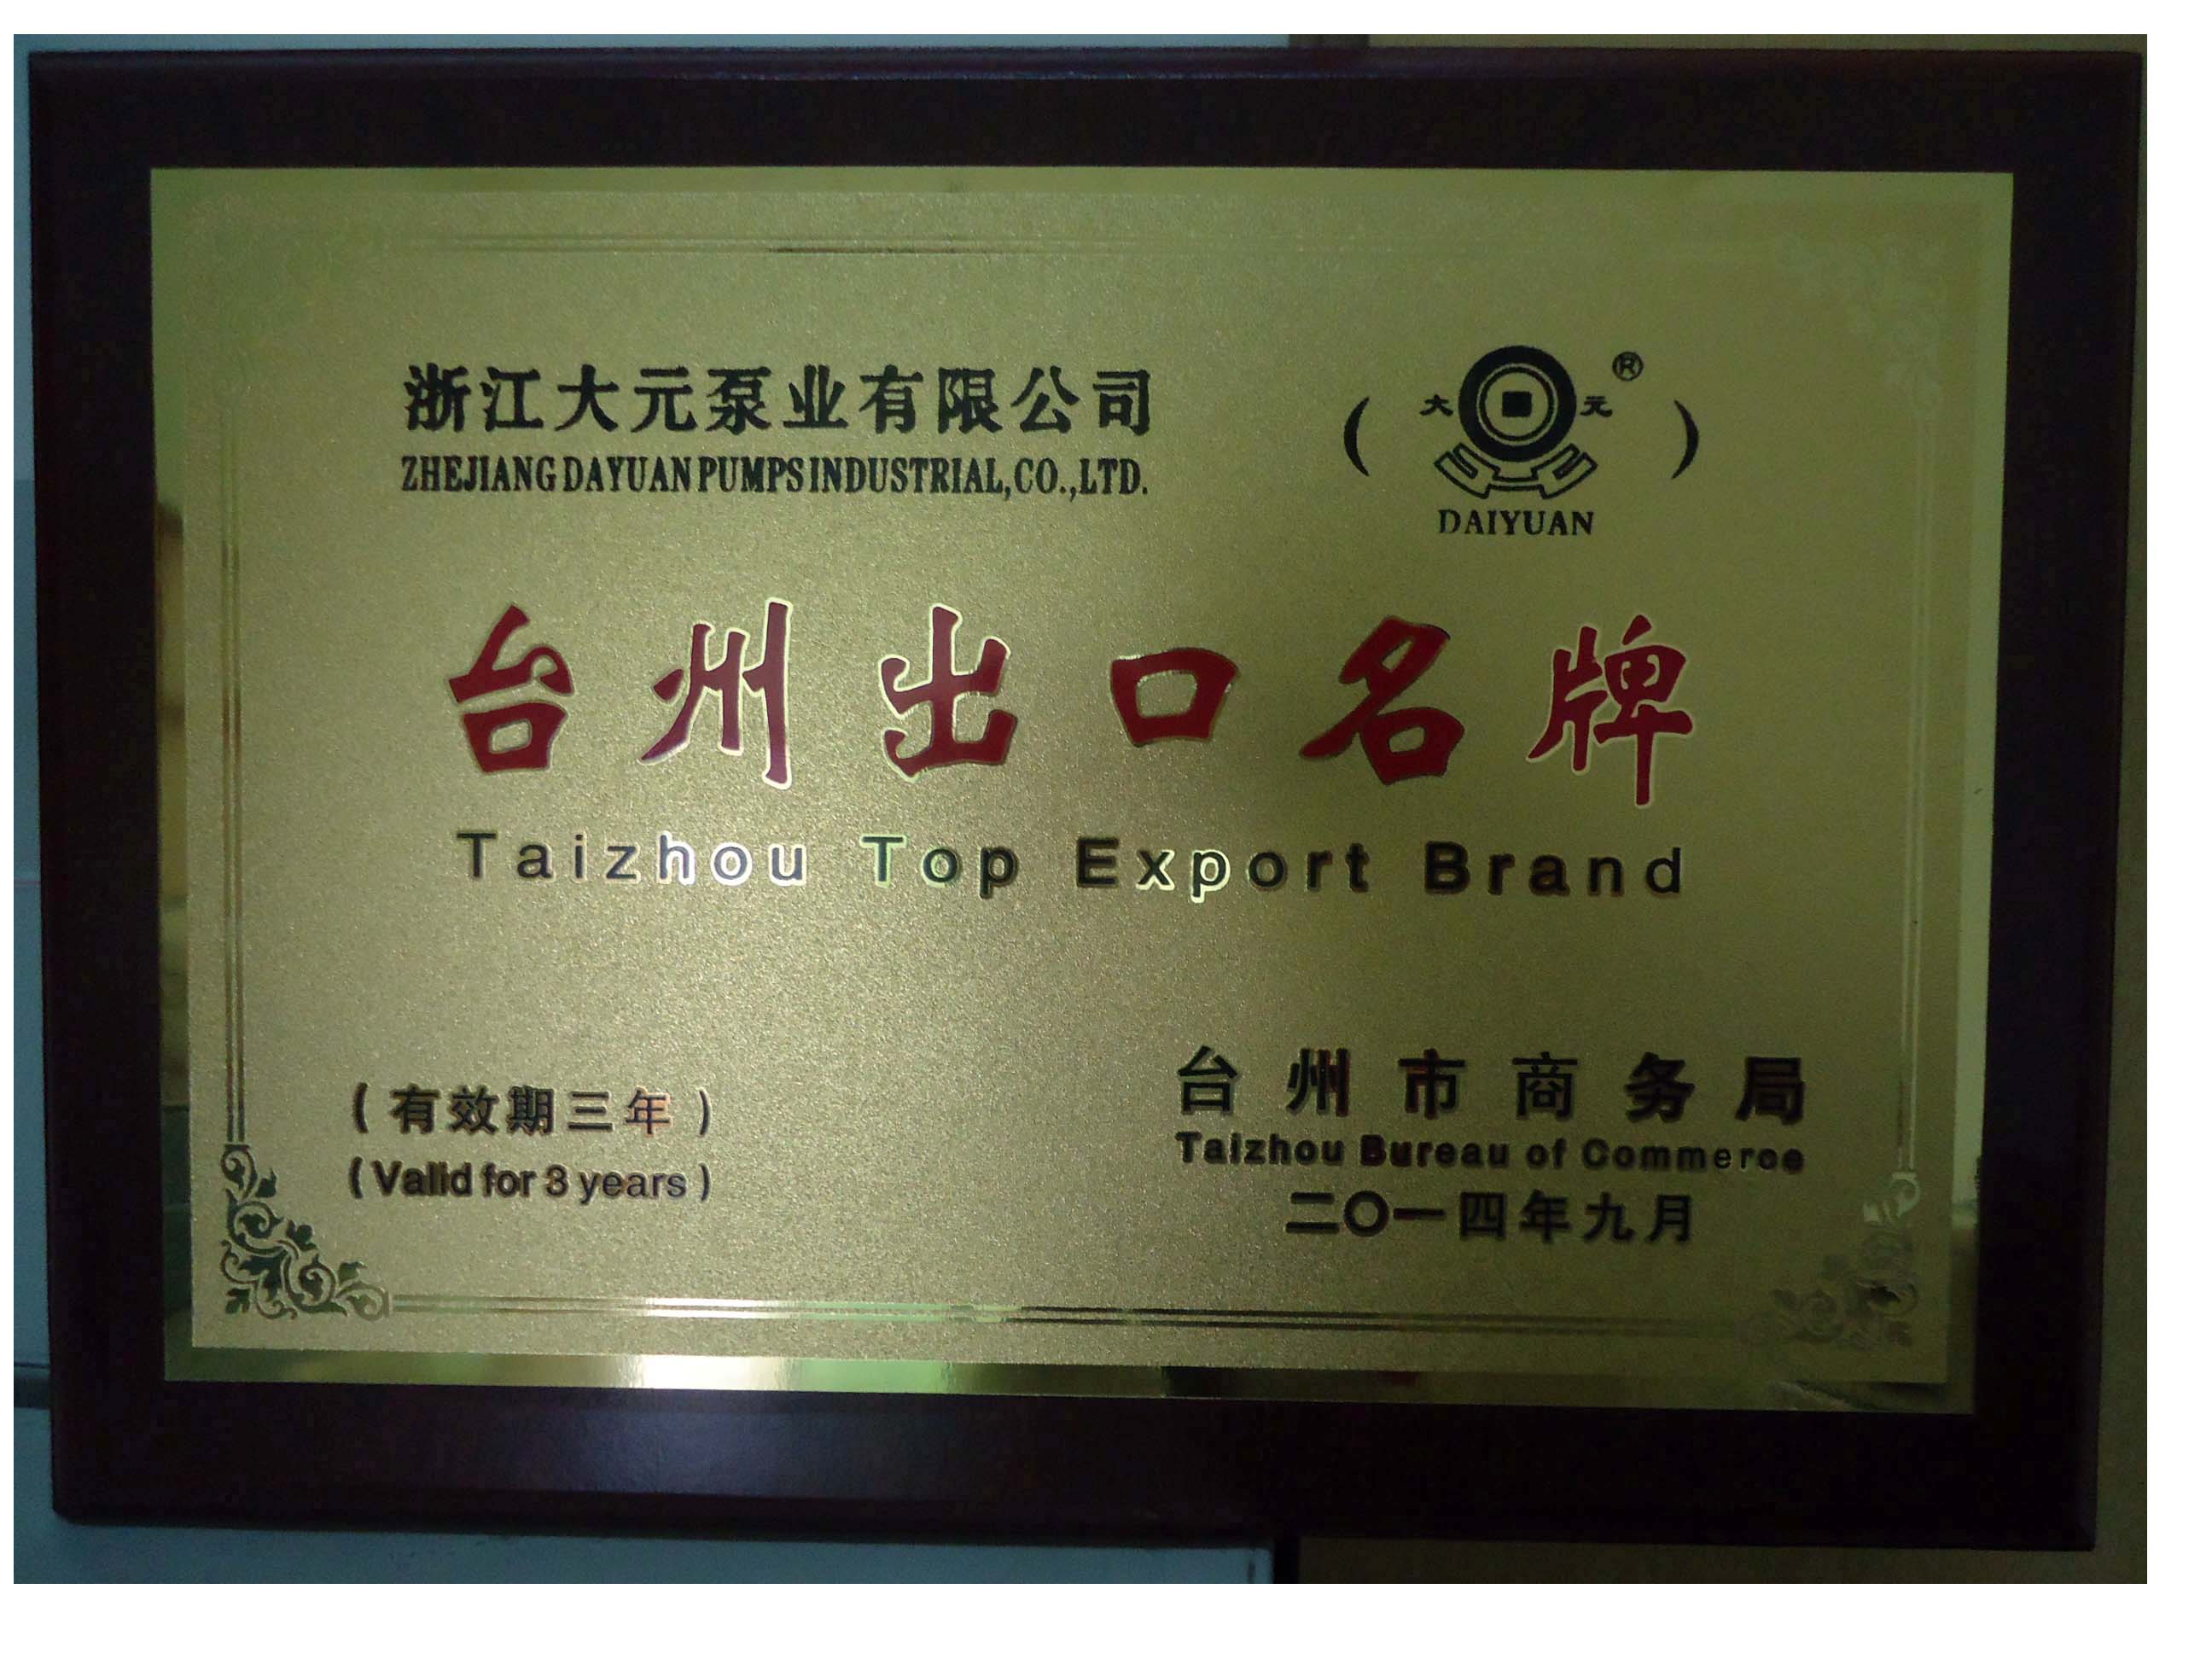 浙江大元泵业有限公司
ZHEJIANG DAYUAN PUMPS INDUSTRIAL, CO.,LTD.
( 大 元 ® )
DAIYUAN
台州出口名牌
Taizhou Top Export Brand
(有效期三年)
(Valid for 3 years)
台州市商务局
Taizhou Bureau of Commerce
二〇一四年九月